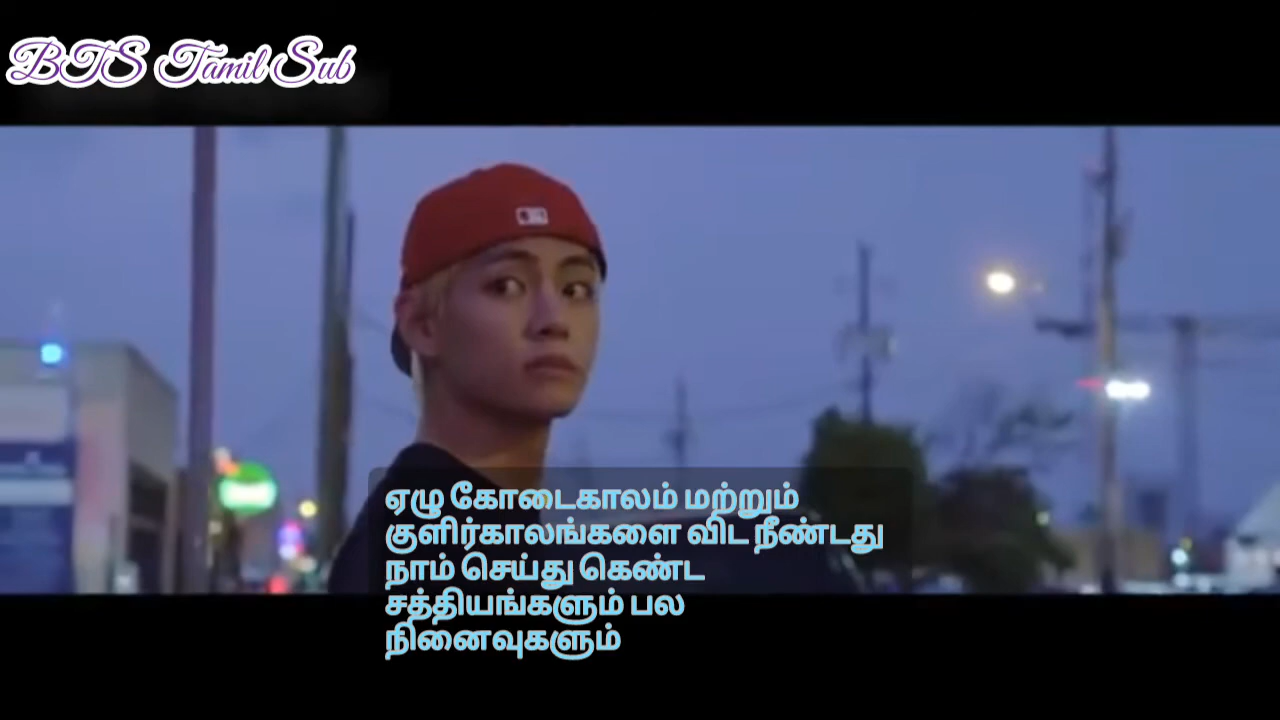 BTS Tamil Sub
ஏழு கோடைகாலம் மற்றும்
குளிர்காலங்களை விட நீண்டது
நாம் செய்து கெண்ட
சத்தியங்களும் பல
நினைவுகளும்